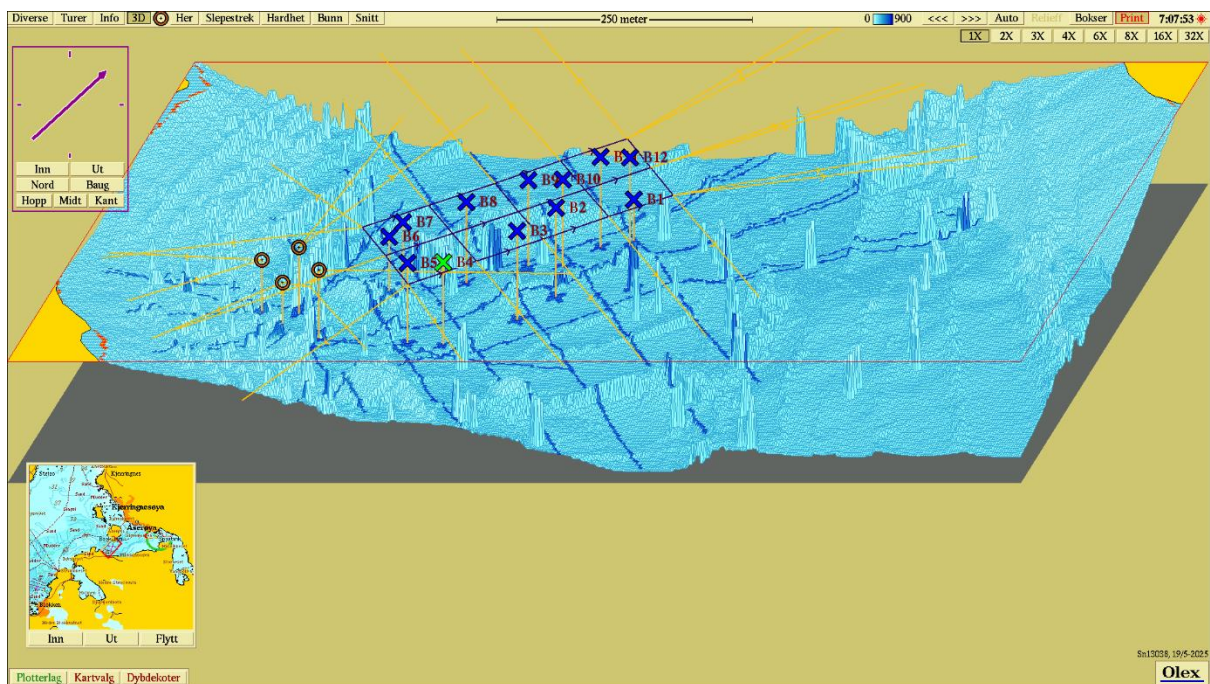 Diverse Turer Info 3D Her Slepestrek Hardhet Bunn Snitt 250 meter 0 900 <<< >>> Auto Relieff Bokser Print 7:07:53
1X 2X 3X 4X 6X 8X 16X 32X
Inn Ut
Nord Baug
Hopp Midt Kant
B B12
B9 B10
B8 B1
B7 B2
B6 B3
B5 B4
Kjerringnes
Kjerringnesøya
Inn Ut Flytt
Sn13038, 19/5-2025
Plotterlag Kartvalg Dybdekoter
Olex